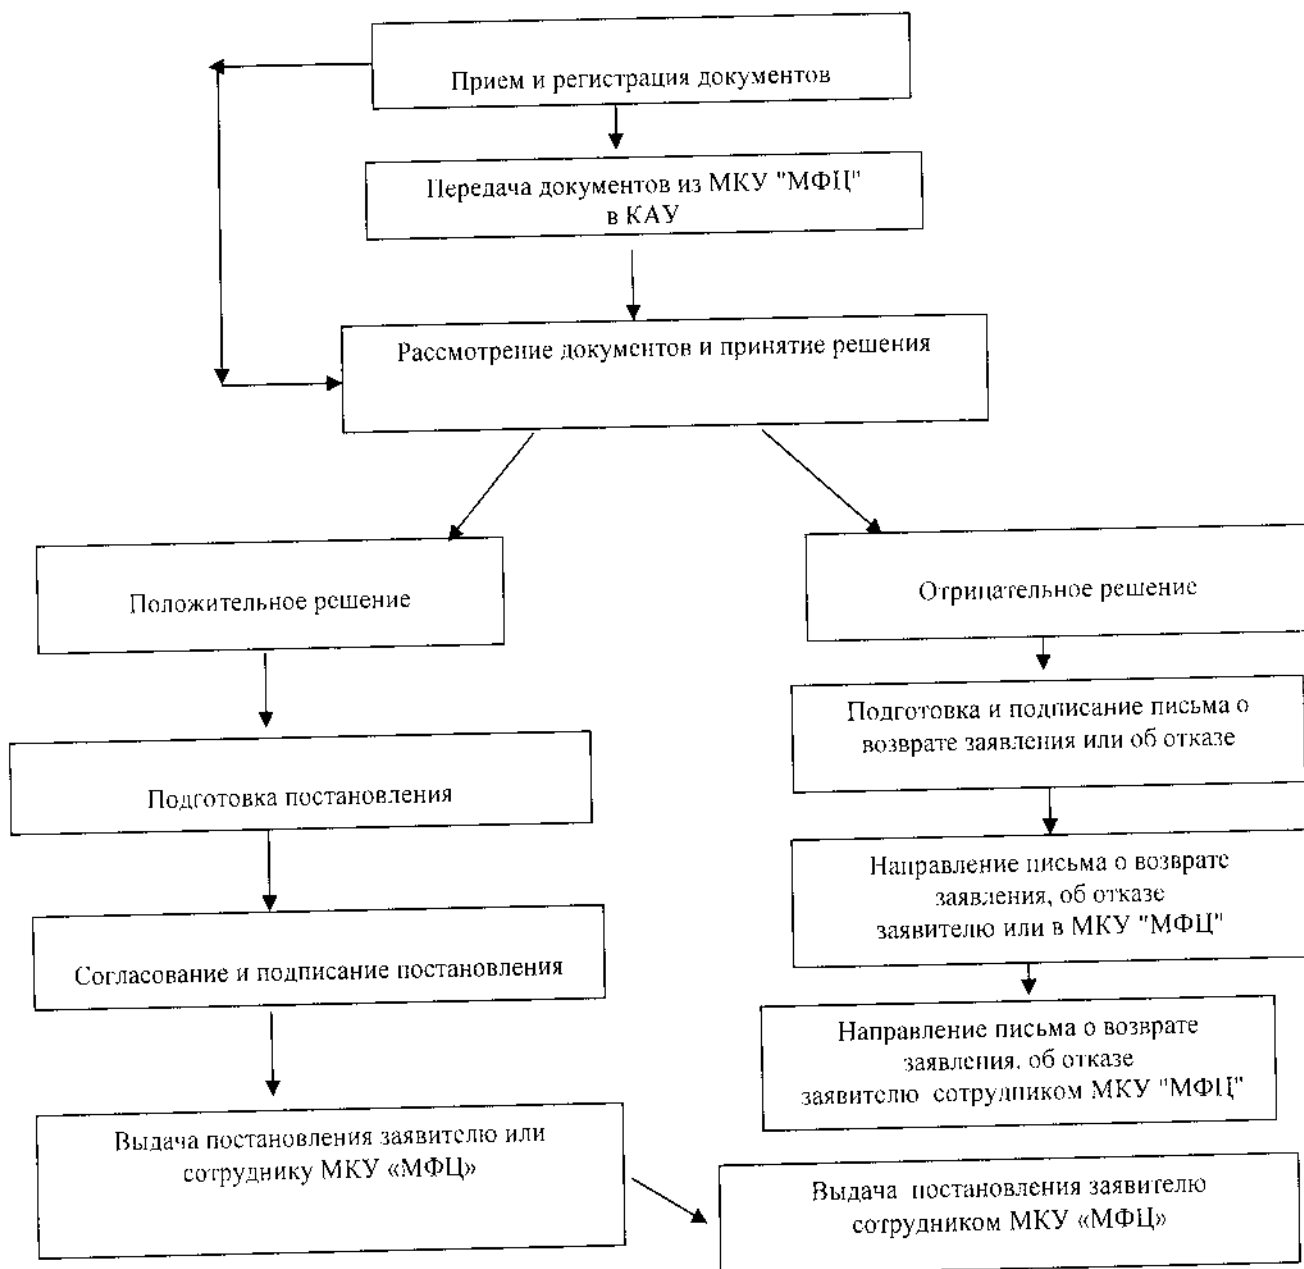 Прием и регистрация документов
Передача документов из МКУ "МФЦ"
в КАУ
Рассмотрение документов и принятие решения
Положительное решение
Отрицательное решение
Подготовка и подписание письма о
возврате заявления или об отказе
Подготовка постановления
Направление письма о возврате
заявления, об отказе
заявителю или в МКУ "МФЦ"
Согласование и подписание постановления
Направление письма о возврате
заявления, об отказе
заявителю сотрудником МКУ "МФЦ"
Выдача постановления заявителю или
сотруднику МКУ «МФЦ»
Выдача постановления заявителю
сотрудником МКУ «МФЦ»